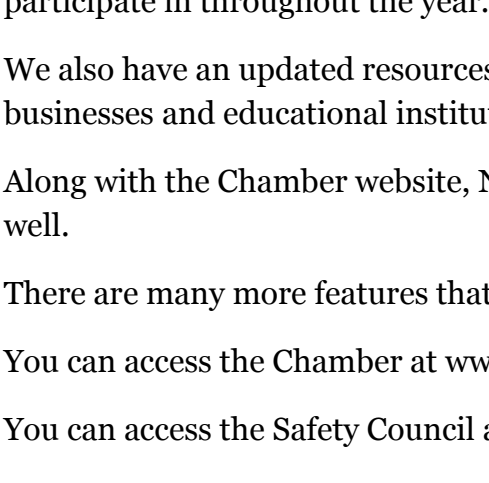 participate in throughout the year.
We also have an updated resources
businesses and educational
Along with the Chamber website,
well.
There are many more features that
You can access the Chamber at
You can access the Safety Council